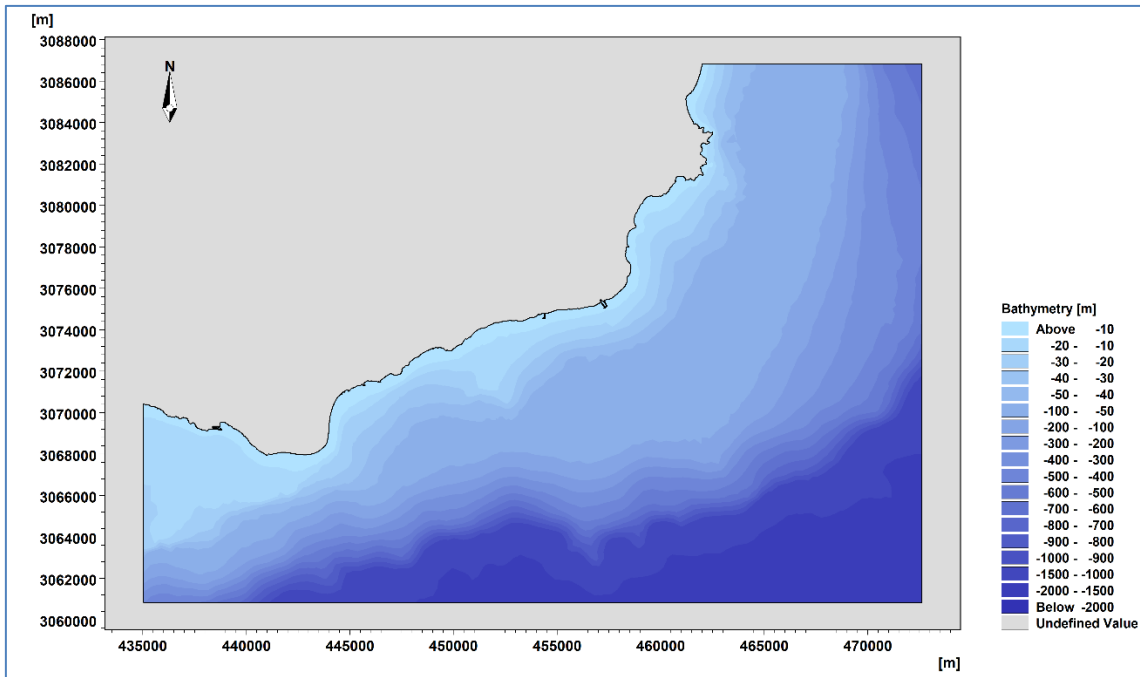 [m]
3088000
N
3086000
3084000
3082000
3080000
3078000
3076000
3074000
3072000
3070000
3068000
3066000
3064000
3062000
3060000
435000 440000 445000 450000 455000 460000 465000 470000
[m]
Bathymetry [m]
Above -10
-20 - -10
-30 - -20
-40 - -30
-50 - -40
-100 - -50
-200 - -100
-300 - -200
-400 - -300
-500 - -400
-600 - -500
-700 - -600
-800 - -700
-900 - -800
-1000 - -900
-1500 - -1000
-2000 - -1500
Below -2000
Undefined Value